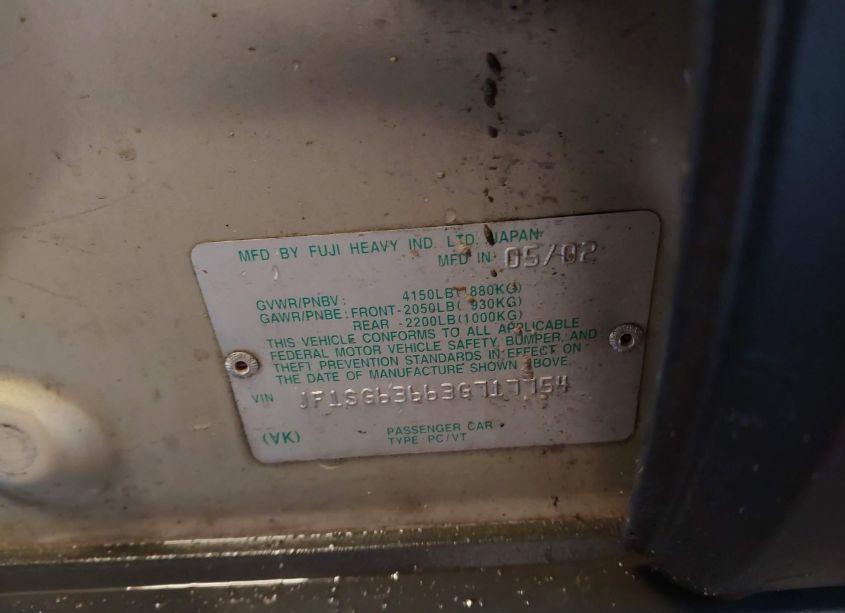 MFD BY FUJI HEAVY IND. LTD. JAPAN
MFD IN 05/02
GVWR/PNBV: 4150LB(1880KG)
GAWR/PNBE: FRONT-2050LB( 930KG)
REAR -2200LB(1000KG)
THIS VEHICLE CONFORMS TO ALL APPLICABLE
FEDERAL MOTOR VEHICLE SAFETY, BUMPER, AND
THEFT PREVENTION STANDARDS IN EFFECT ON
THE DATE OF MANUFACTURE SHOWN ABOVE.
VIN JF1SG63663G717754
(VK)
PASSENGER CAR
TYPE: PC/VT